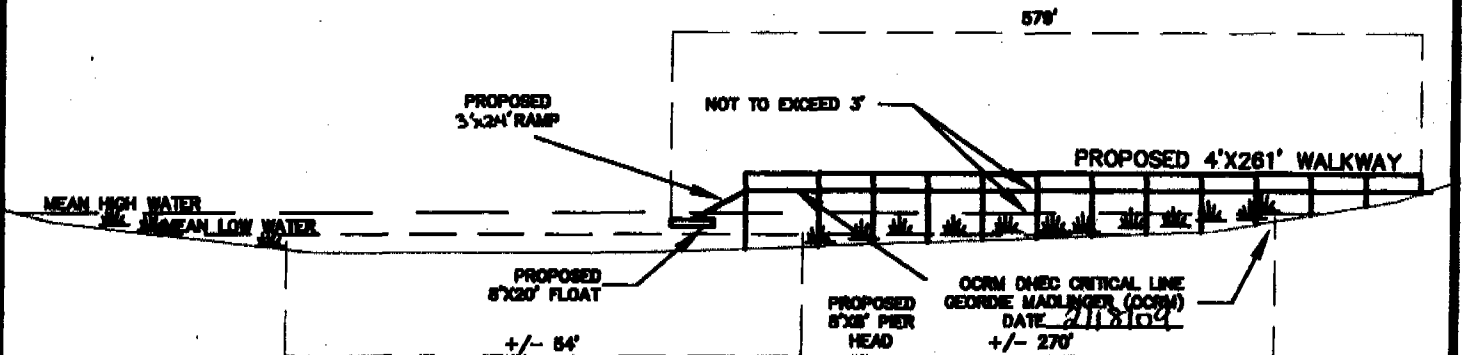 579'
PROPOSED
3'x24' RAMP
NOT TO EXCEED 3'
PROPOSED 4'X261' WALKWAY
MEAN HIGH WATER
MEAN LOW WATER
PROPOSED
8'X20' FLOAT
PROPOSED
8'X8' PIER
HEAD
OCRM DHEC CRITICAL LINE
GEORDIE MADLINGER (OCRM)
DATE 2/18/09
+/- 54'
+/- 270'